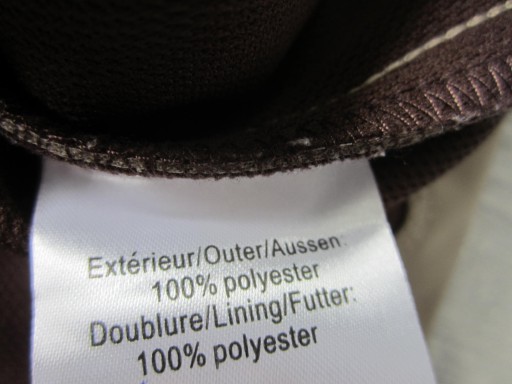 Extérieur/Outer/Aussen:
100% polyester
Doublure/Lining/Futter:
100% polyester